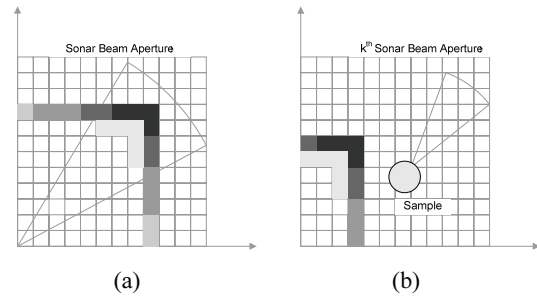 Sonar Beam Aperture
kth Sonar Beam Aperture
Sample
(a)
(b)